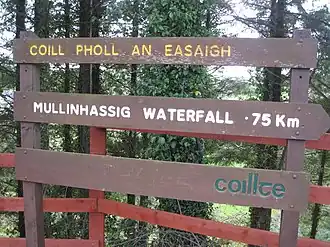 COILL PHOLL AN EASAIGH
MULLINHASSIG WATERFALL ·75 Km
coillte